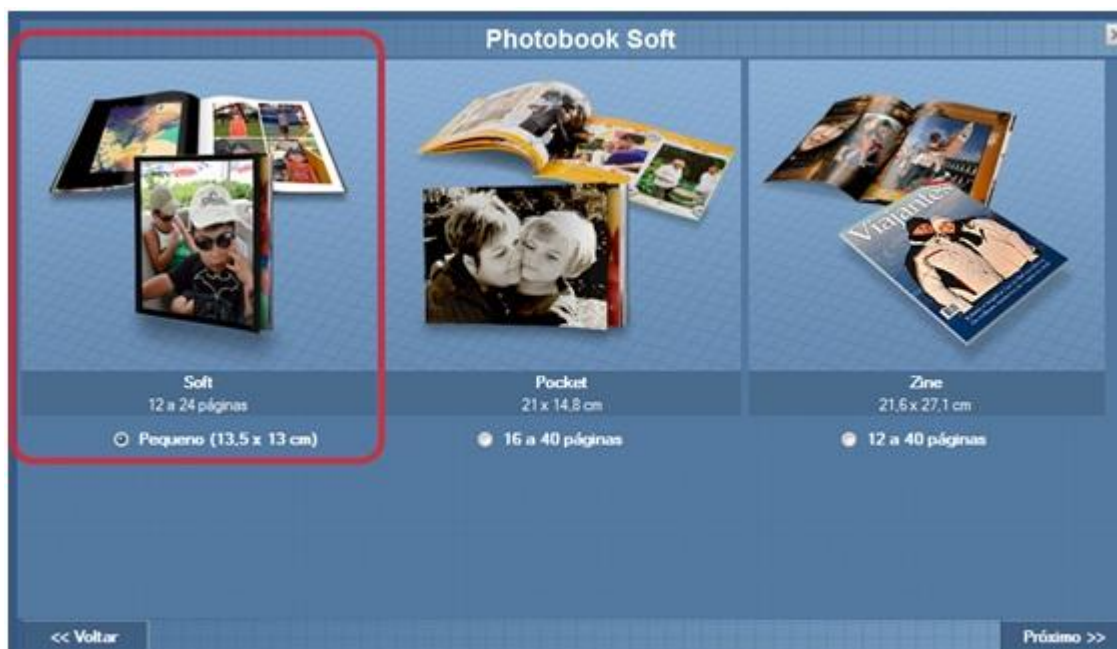 Photobook Soft
Viajantes
Soft
12 a 24 páginas
Pequeno (13,5 x 13 cm)
Pocket
21 x 14,8 cm
16 a 40 páginas
Zine
21,6 x 27,1 cm
12 a 40 páginas
<< Voltar
Próximo >>